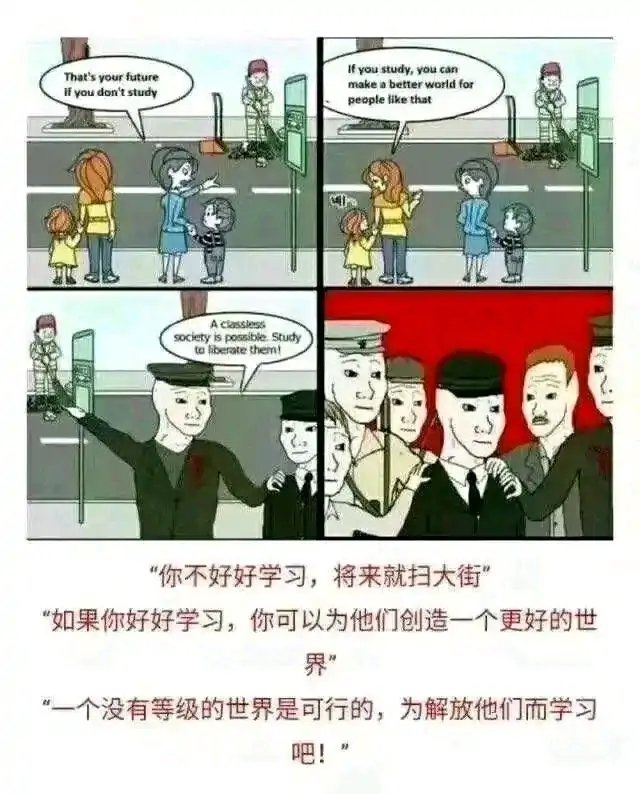 That's your future
if you don't study
If you study, you can
make a better world for
people like that
A classless
society is possible. Study
to liberate them!
“你不好好学习，将来就扫大街”
“如果你好好学习，你可以为他们创造一个更好的世
界”
“一个没有等级的世界是可行的，为解放他们而学习
吧！”